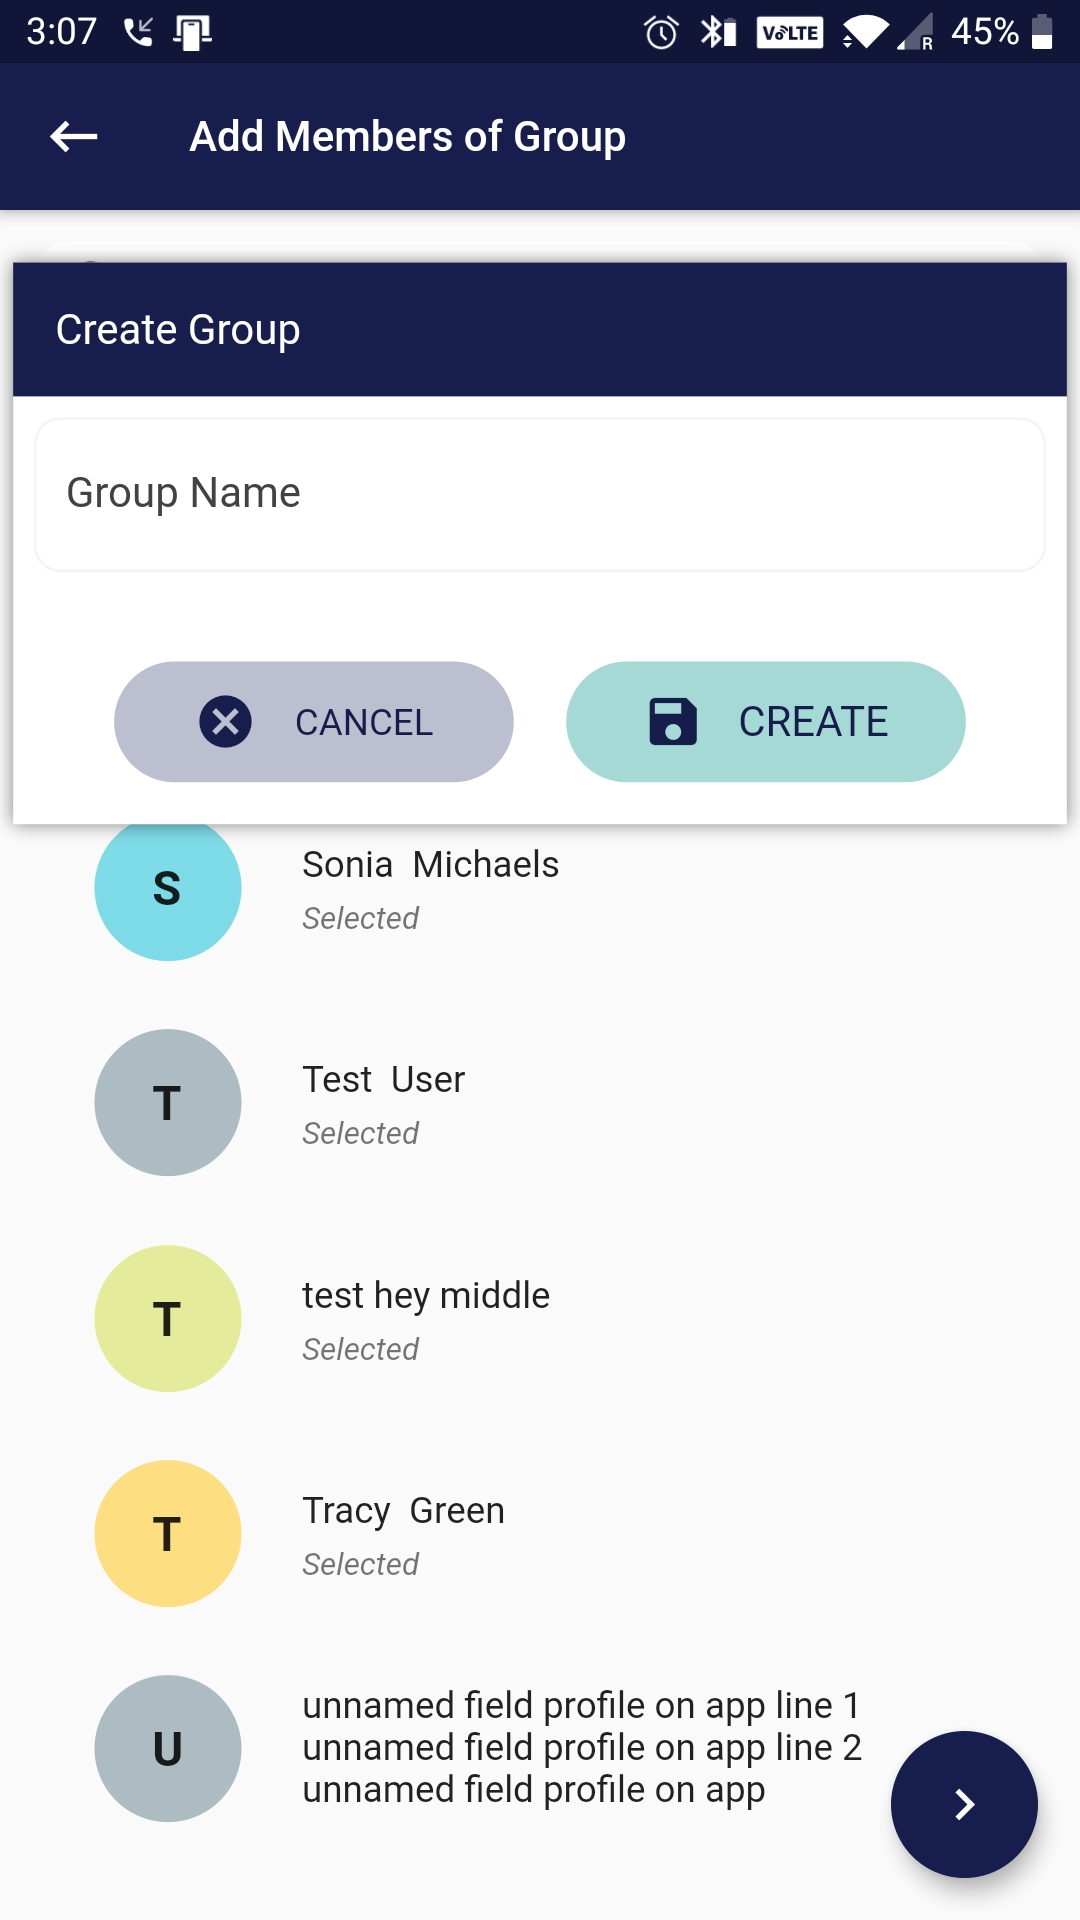 3:07 VoLTE R 45%
Add Members of Group
Create Group
Group Name
CANCEL CREATE
S Sonia  Michaels
Selected
T Test  User
Selected
T test hey middle
Selected
T Tracy  Green
Selected
U unnamed field profile on app line 1
unnamed field profile on app line 2
unnamed field profile on app